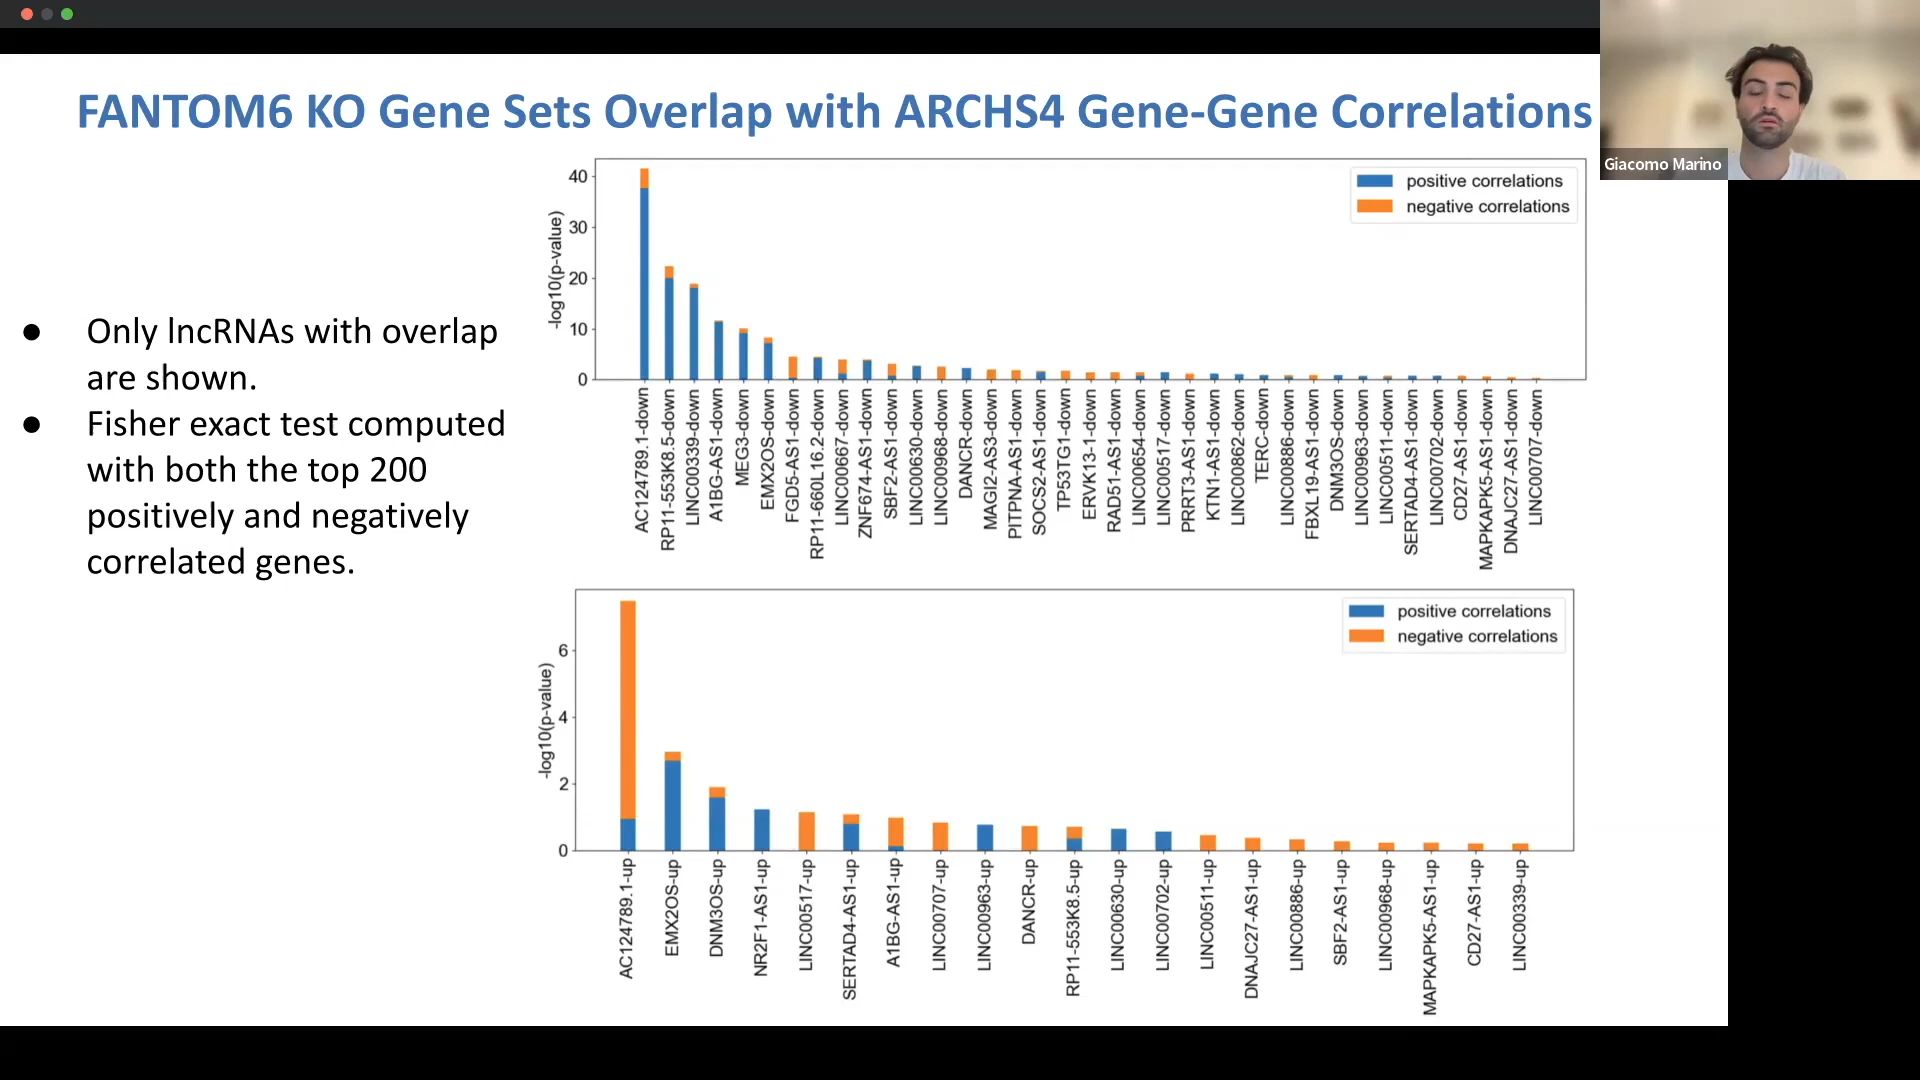 FANTOM6 KO Gene Sets Overlap with ARCHS4 Gene-Gene Correlations
Giacomo Marino
● Only lncRNAs with overlap
are shown.
● Fisher exact test computed
with both the top 200
positively and negatively
correlated genes.
positive correlations
negative correlations
-log10(p-value)
40
30
20
10
0
AC124789.1-down
RP11-553K8.5-down
LINC00339-down
A1BG-AS1-down
MEG3-down
EMX2OS-down
FGD5-AS1-down
RP11-660L16.2-down
LINC00667-down
ZNF674-AS1-down
SBF2-AS1-down
LINC00630-down
LINC00968-down
DANCR-down
MAGI2-AS3-down
PITPNA-AS1-down
SOCS2-AS1-down
TP53TG1-down
ERVK13-1-down
RAD51-AS1-down
LINC00654-down
LINC00517-down
PRRT3-AS1-down
KTN1-AS1-down
LINC00862-down
TERC-down
LINC00886-down
FBXL19-AS1-down
DNM3OS-down
LINC00963-down
LINC00511-down
SERTAD4-AS1-down
LINC00702-down
CD27-AS1-down
MAPKAPK5-AS1-down
DNAJC27-AS1-down
LINC00707-down
positive correlations
negative correlations
-log10(p-value)
6
4
2
0
AC124789.1-up
EMX2OS-up
DNM3OS-up
NR2F1-AS1-up
LINC00517-up
SERTAD4-AS1-up
A1BG-AS1-up
LINC00707-up
LINC00963-up
DANCR-up
RP11-553K8.5-up
LINC00630-up
LINC00702-up
LINC00511-up
DNAJC27-AS1-up
LINC00886-up
SBF2-AS1-up
LINC00968-up
MAPKAPK5-AS1-up
CD27-AS1-up
LINC00339-up